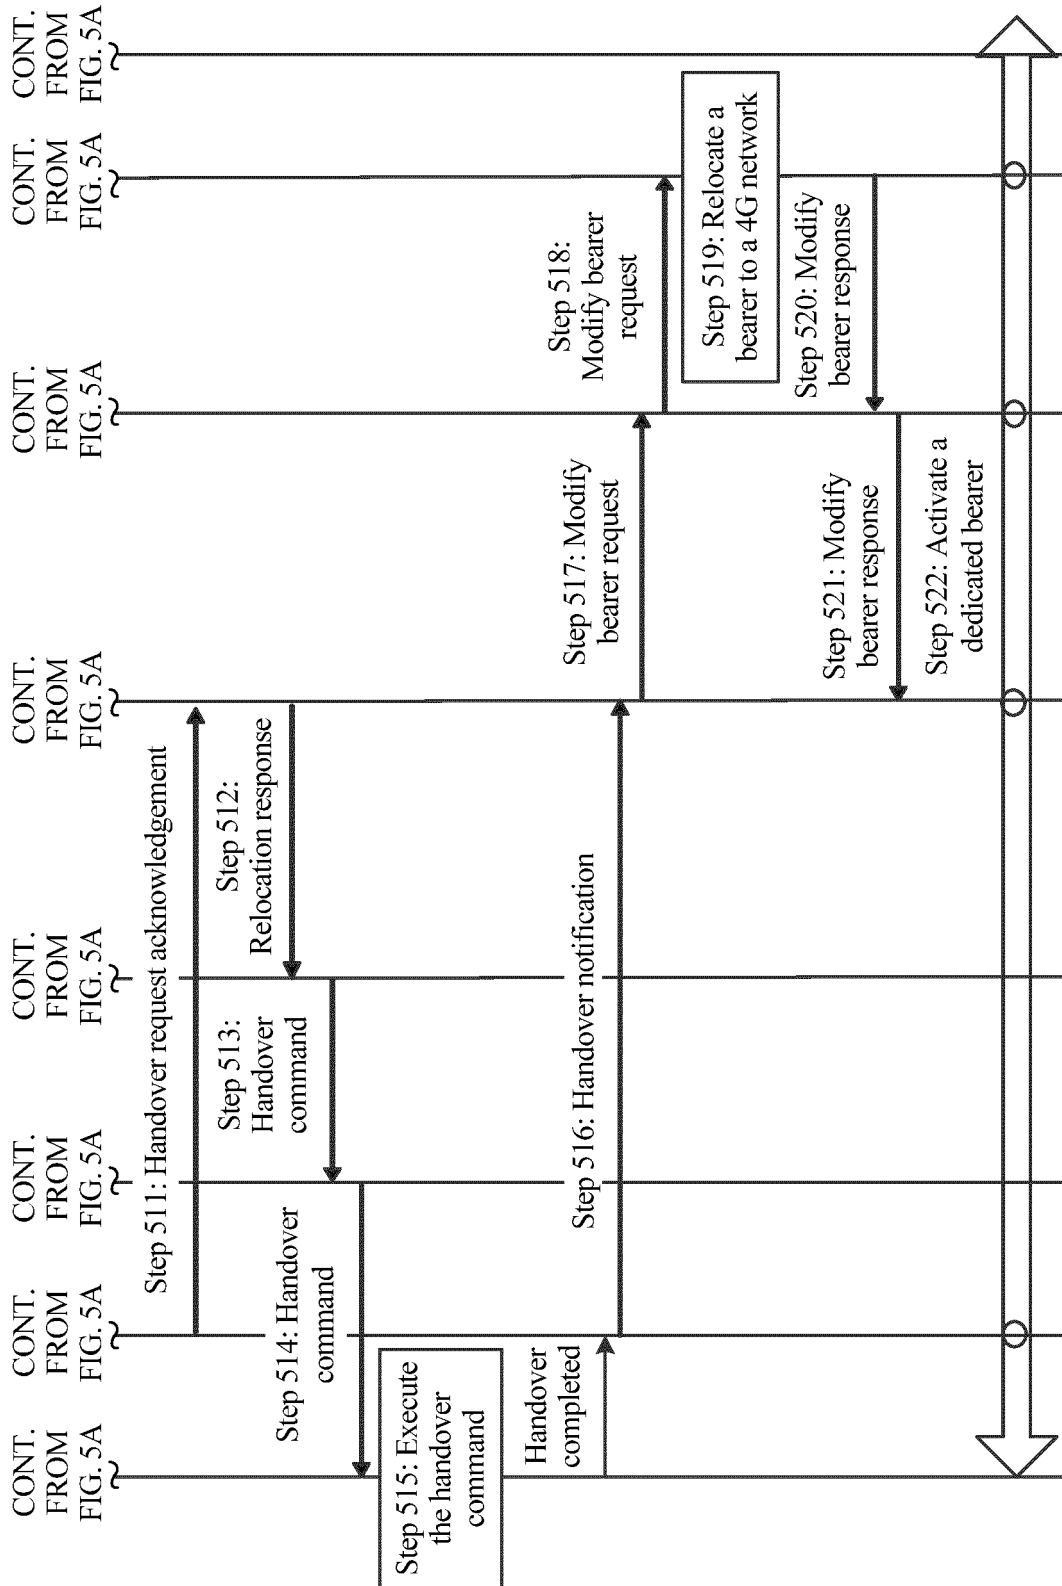 CONT.
FROM
FIG. 5A
CONT.
FROM
FIG. 5A
CONT.
FROM
FIG. 5A
CONT.
FROM
FIG. 5A
CONT.
FROM
FIG. 5A
CONT.
FROM
FIG. 5A
CONT.
FROM
FIG. 5A
CONT.
FROM
FIG. 5A
Step 511: Handover request acknowledgement
Step 512:
Relocation response
Step 513:
Handover
command
Step 514: Handover
command
Step 515: Execute
the handover
command
Handover
completed
Step 516: Handover notification
Step 517: Modify
bearer request
Step 518:
Modify bearer
request
Step 519: Relocate a
bearer to a 4G network
Step 520: Modify
bearer response
Step 521: Modify
bearer response
Step 522: Activate a
dedicated bearer